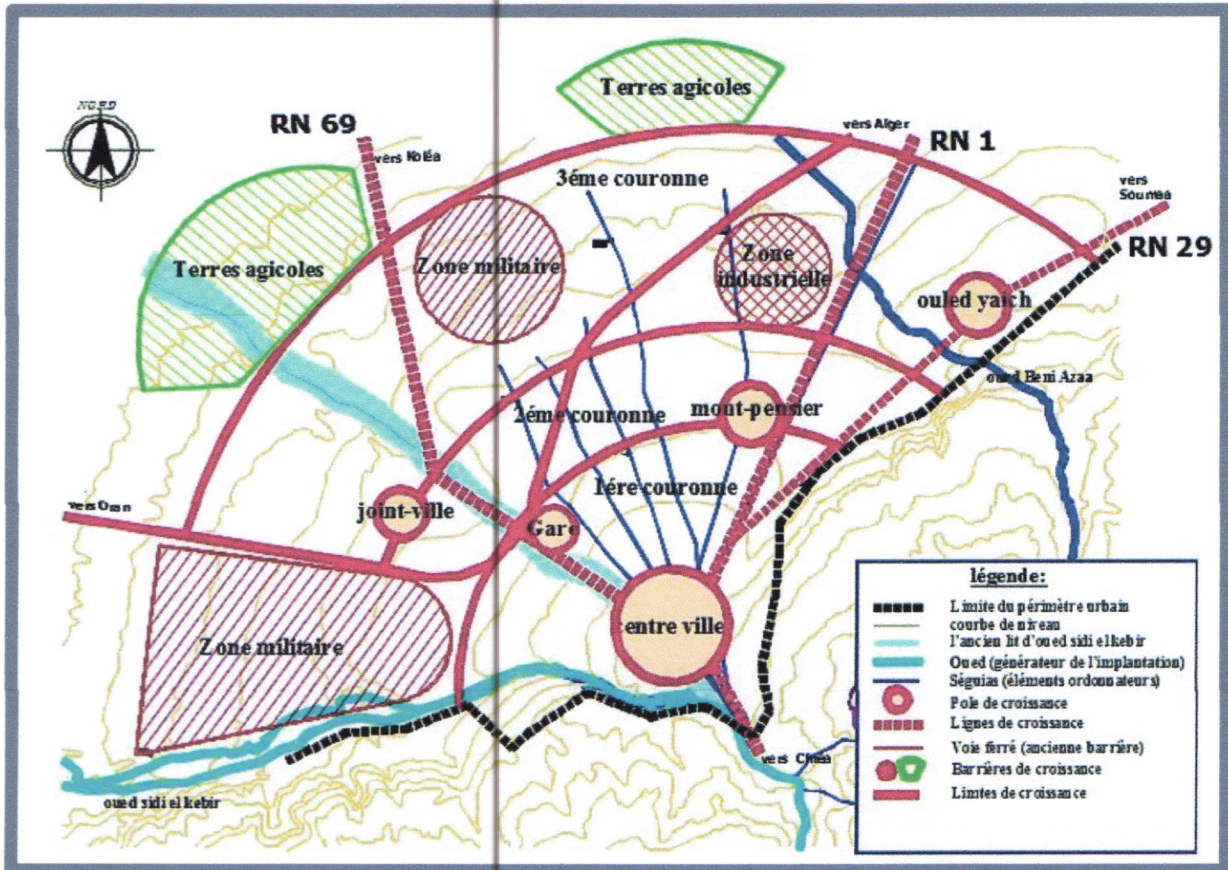 NORD
RN 69
vers Koléa
Terres agicoles
vers Alger
RN 1
3éme couronne
vers
Soumaa
RN 29
Terres agicoles
Zone militaire
Zone
industrielle
ouled yaich
oued Beni Azaa
2éme couronne
mont-pensier
1ére couronne
vers Oran
joint-ville
Gare
entre ville
Zone militaire
vers Chréa
oued sidi el kebir
légende:
Limite du périmètre urbain
courbe de niveau
l'ancien lit d'oued sidi el kebir
Oued (générateur de l'implantation)
Séguias (éléments ordonnateurs)
Pole de croissance
Lignes de croissance
Voie ferré (ancienne barrière)
Barrières de croissance
Limtes de croissance